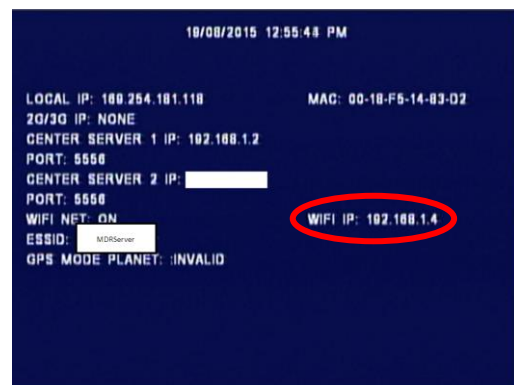 19/08/2015 12:55:44 PM
LOCAL IP: 169.254.181.118 MAC: 00-18-F5-14-83-D2
2G/3G IP: NONE
CENTER SERVER 1 IP: 192.168.1.2
PORT: 5556
CENTER SERVER 2 IP:
PORT: 5556
WIFI NET: ON WIFI IP: 192.168.1.4
ESSID: MDRServer
GPS MODE PLANET: :INVALID